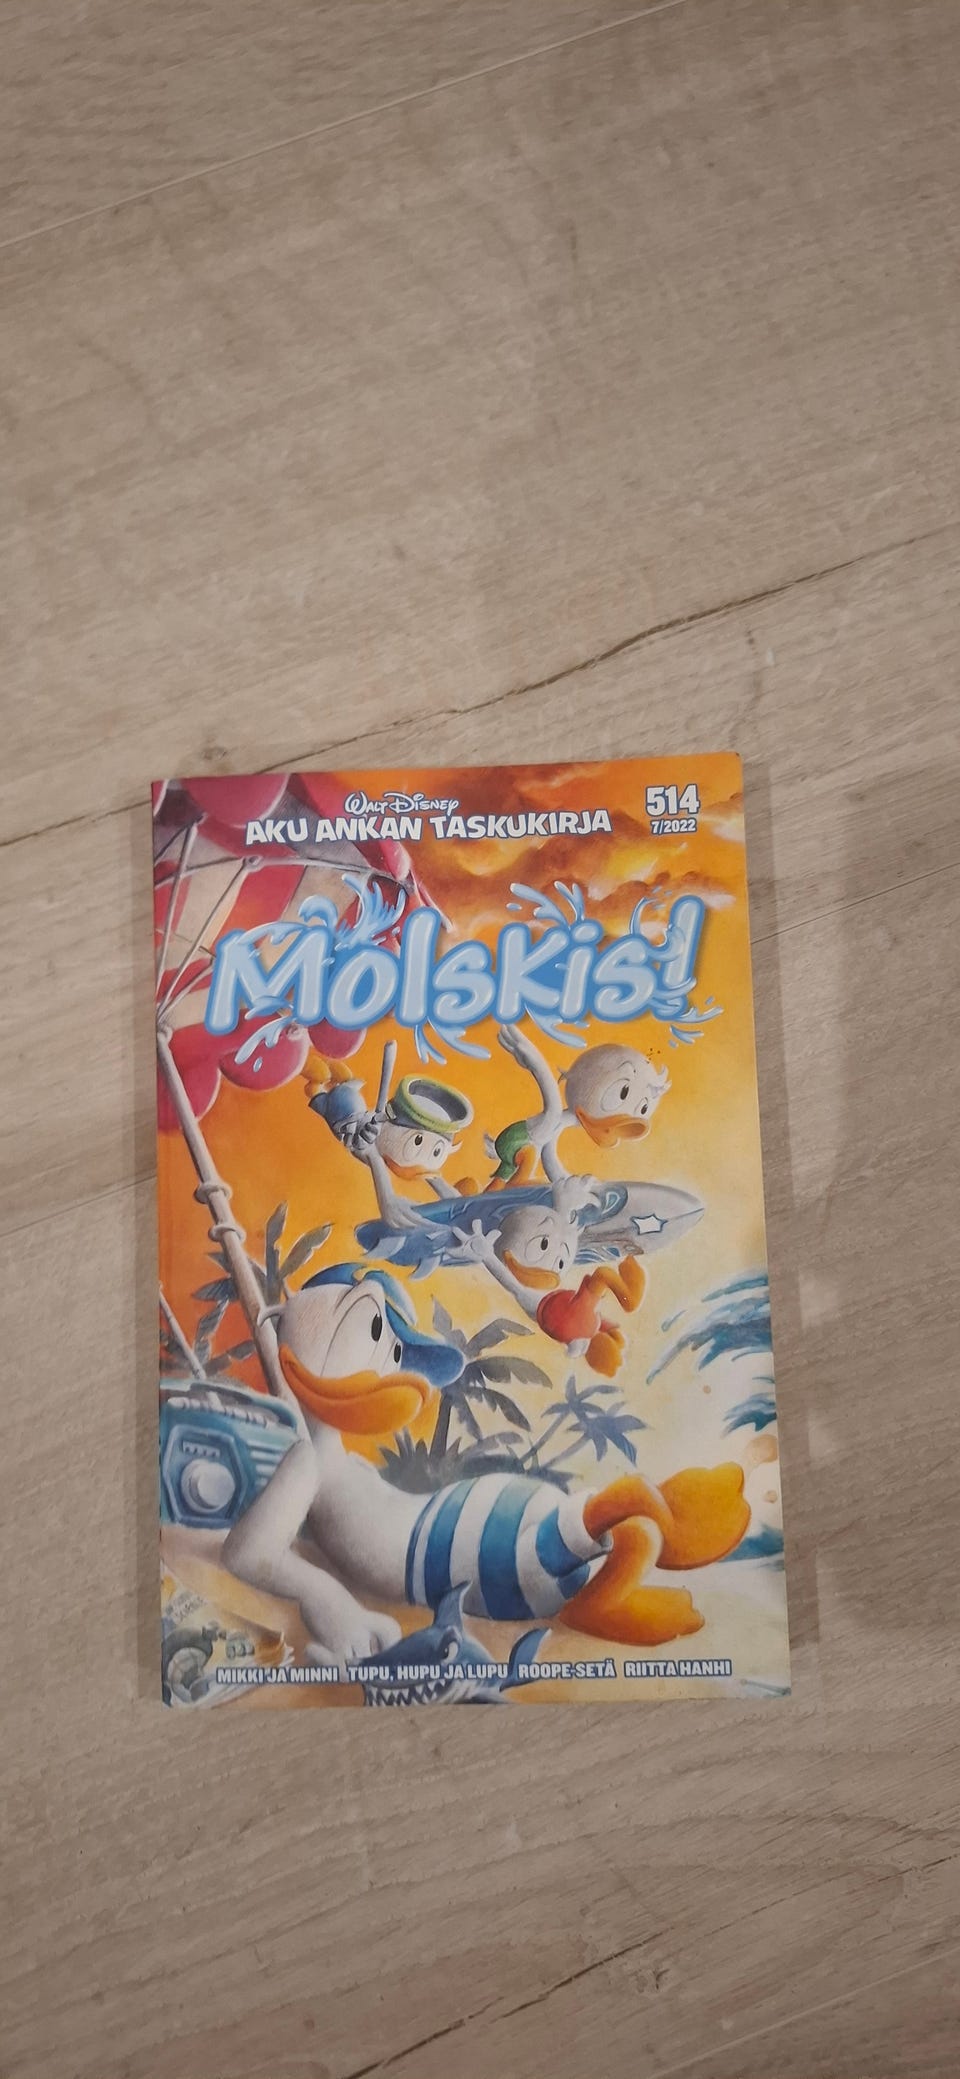 WALT DISNEY
AKU ANKAN TASKUKIRJA
514
7/2022
Molskis!
MIKKI JA MINNI TUPU, HUPU JA LUPU ROOPE-SETÄ RIITTA HANHI